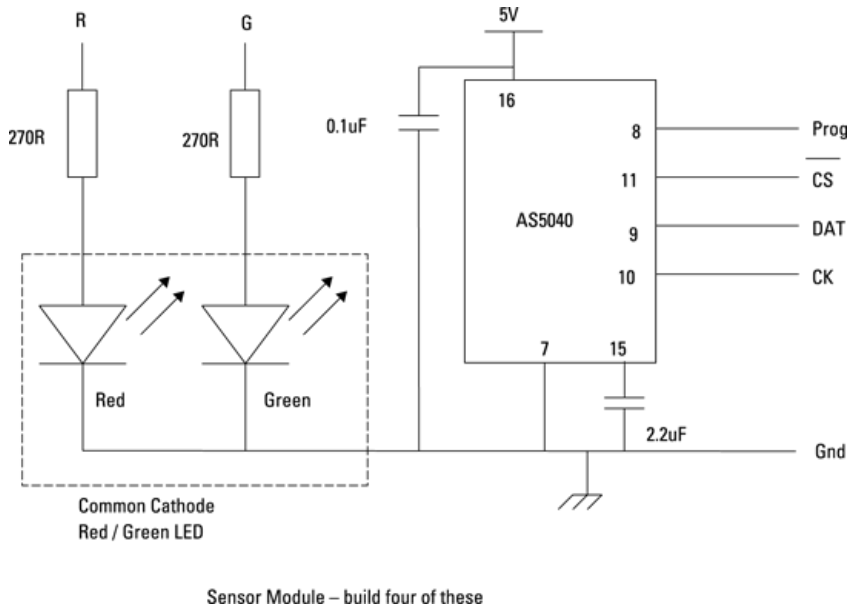 R
G
5V
270R
270R
0.1uF
16
8
Prog
11
CS
AS5040
9
DAT
10
CK
7
15
Red
Green
2.2uF
Gnd
Common Cathode
Red / Green LED
Sensor Module – build four of these